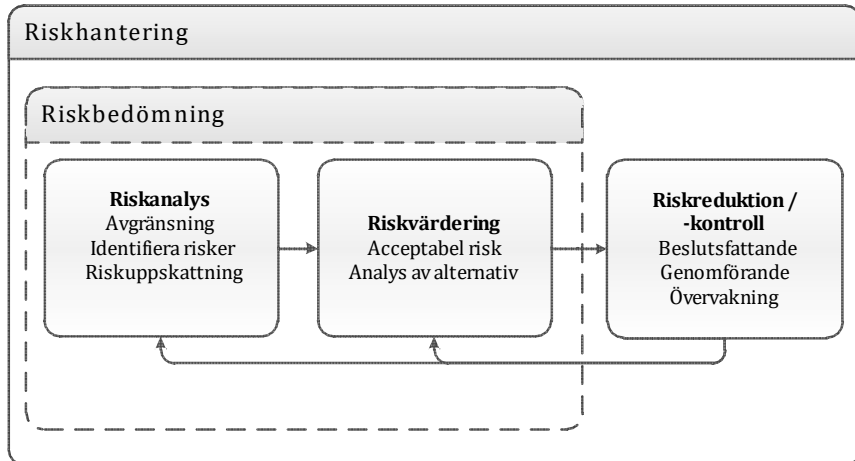 Riskhantering
Riskbedömning
Riskanalys
Avgränsning
Identifiera risker
Riskuppskattning
Riskvärdering
Acceptabel risk
Analys av alternativ
Riskreduktion /
-kontroll
Beslutsfattande
Genomförande
Övervakning